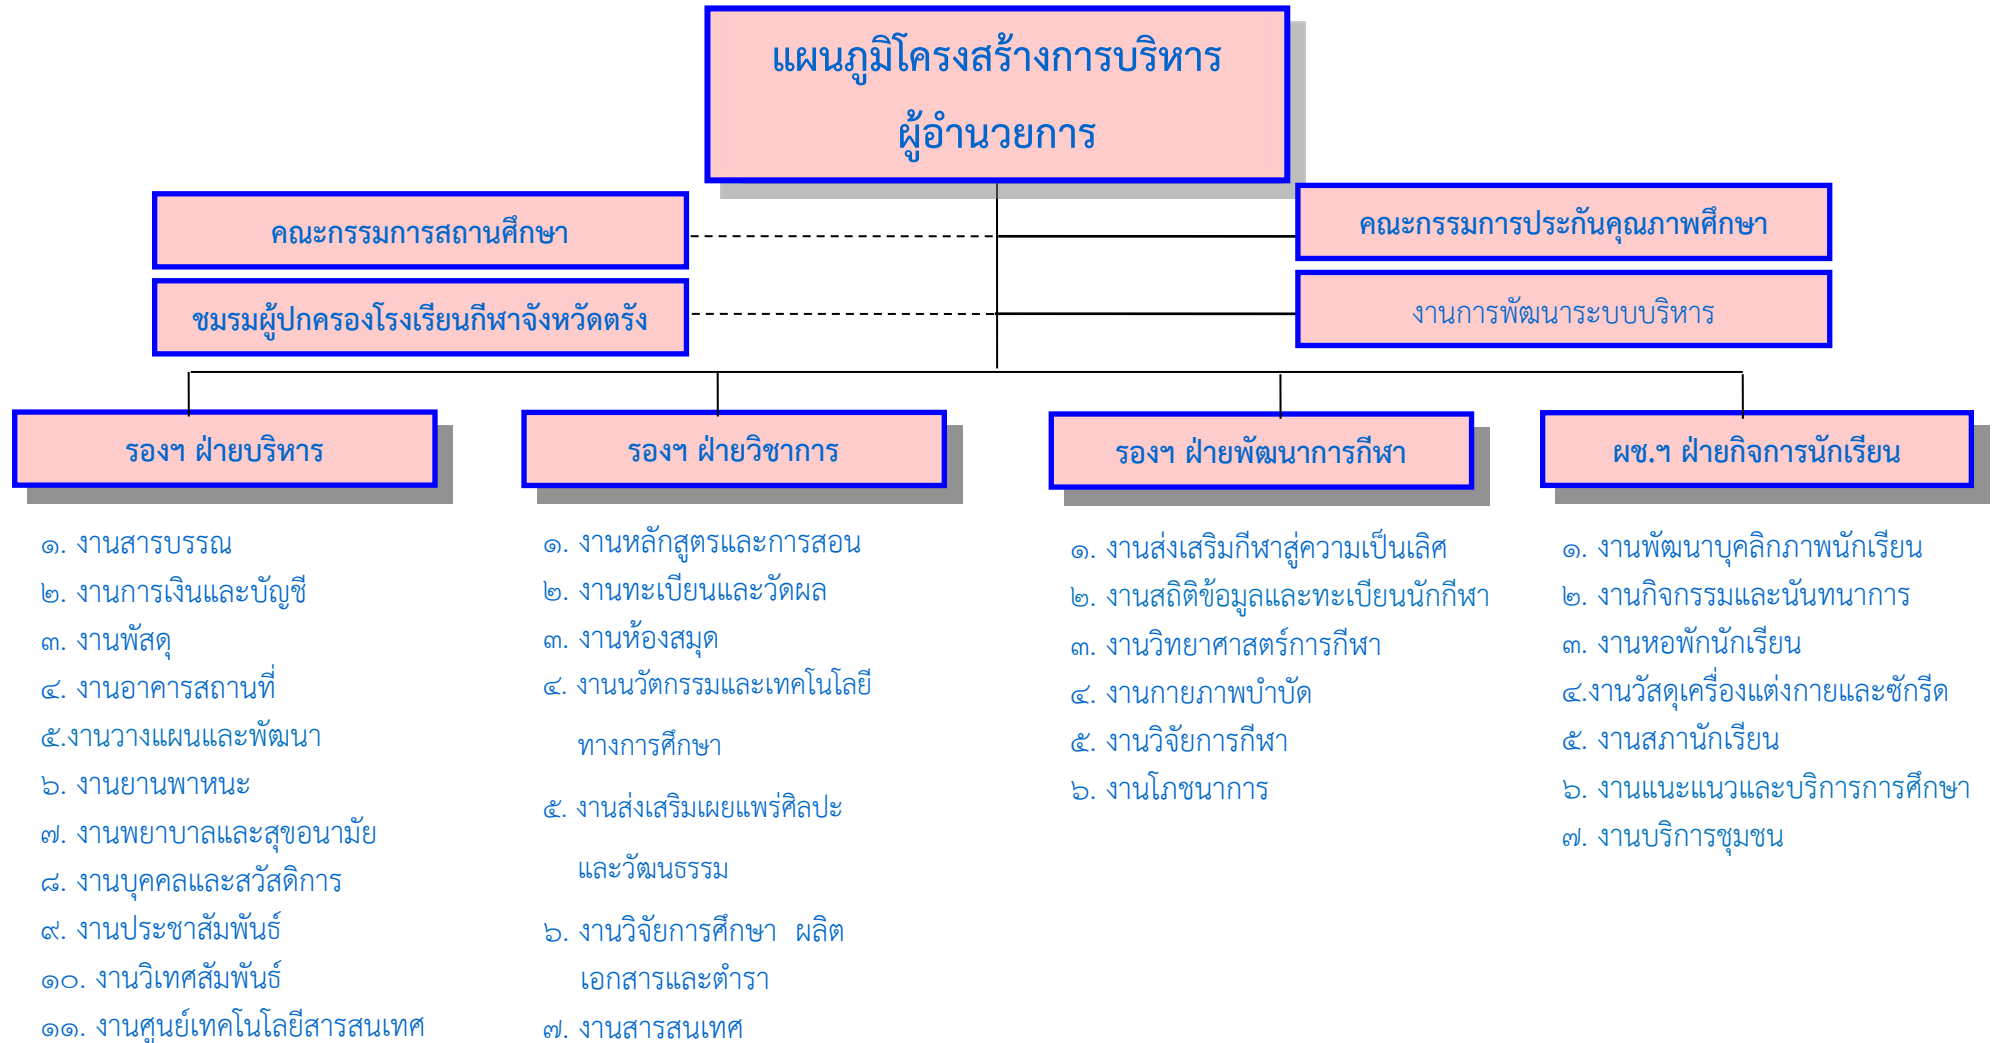 แผนภูมิโครงสร้างการบริหาร
ผู้อำนวยการ
คณะกรรมการสถานศึกษา
คณะกรรมการประกันคุณภาพศึกษา
ชมรมผู้ปกครองโรงเรียนกีฬาจังหวัดตรัง
งานการพัฒนาระบบบริหาร
รองฯ ฝ่ายบริหาร
๑. งานสารบรรณ
๒. งานการเงินและบัญชี
๓. งานพัสดุ
๔. งานอาคารสถานที่
๕.งานวางแผนและพัฒนา
๖. งานยานพาหนะ
๗. งานพยาบาลและสุขอนามัย
๘. งานบุคคลและสวัสดิการ
๙. งานประชาสัมพันธ์
๑๐. งานวิเทศสัมพันธ์
๑๑. งานศูนย์เทคโนโลยีสารสนเทศ
รองฯ ฝ่ายวิชาการ
๑. งานหลักสูตรและการสอน
๒. งานทะเบียนและวัดผล
๓. งานห้องสมุด
๔. งานนวัตกรรมและเทคโนโลยี
ทางการศึกษา
๕. งานส่งเสริมเผยแพร่ศิลปะ
และวัฒนธรรม
๖. งานวิจัยการศึกษา ผลิต
เอกสารและตำรา
๗. งานสารสนเทศ
รองฯ ฝ่ายพัฒนาการกีฬา
๑. งานส่งเสริมกีฬาสู่ความเป็นเลิศ
๒. งานสถิติข้อมูลและทะเบียนนักกีฬา
๓. งานวิทยาศาสตร์การกีฬา
๔. งานกายภาพบำบัด
๕. งานวิจัยการกีฬา
๖. งานโภชนาการ
ผช.ฯ ฝ่ายกิจการนักเรียน
๑. งานพัฒนาบุคลิกภาพนักเรียน
๒. งานกิจกรรมและนันทนาการ
๓. งานหอพักนักเรียน
๔.งานวัสดุเครื่องแต่งกายและซักรีด
๕. งานสภานักเรียน
๖. งานแนะแนวและบริการการศึกษา
๗. งานบริการชุมชน